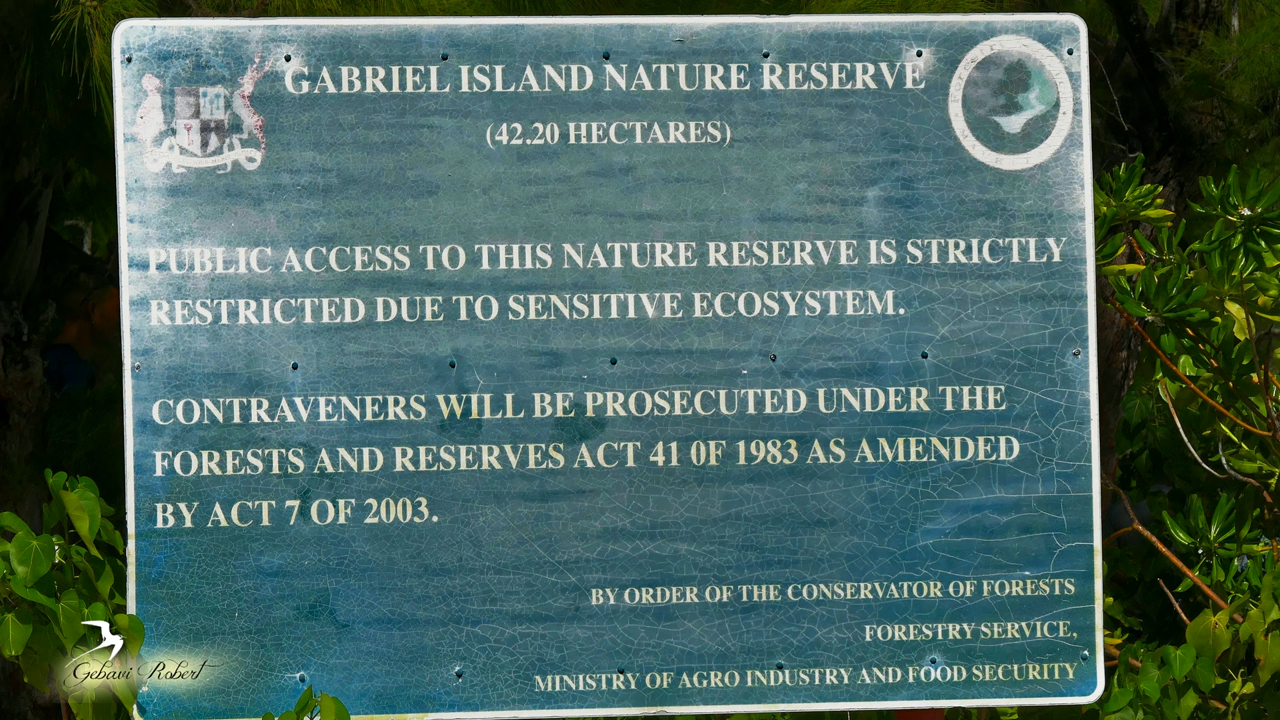 GABRIEL ISLAND NATURE RESERVE
(42.20 HECTARES)
PUBLIC ACCESS TO THIS NATURE RESERVE IS STRICTLY
RESTRICTED DUE TO SENSITIVE ECOSYSTEM.
CONTRAVENERS WILL BE PROSECUTED UNDER THE
FORESTS AND RESERVES ACT 41 0F 1983 AS AMENDED
BY ACT 7 OF 2003.
BY ORDER OF THE CONSERVATOR OF FORESTS
FORESTRY SERVICE,
MINISTRY OF AGRO INDUSTRY AND FOOD SECURITY
Gebavi Robert